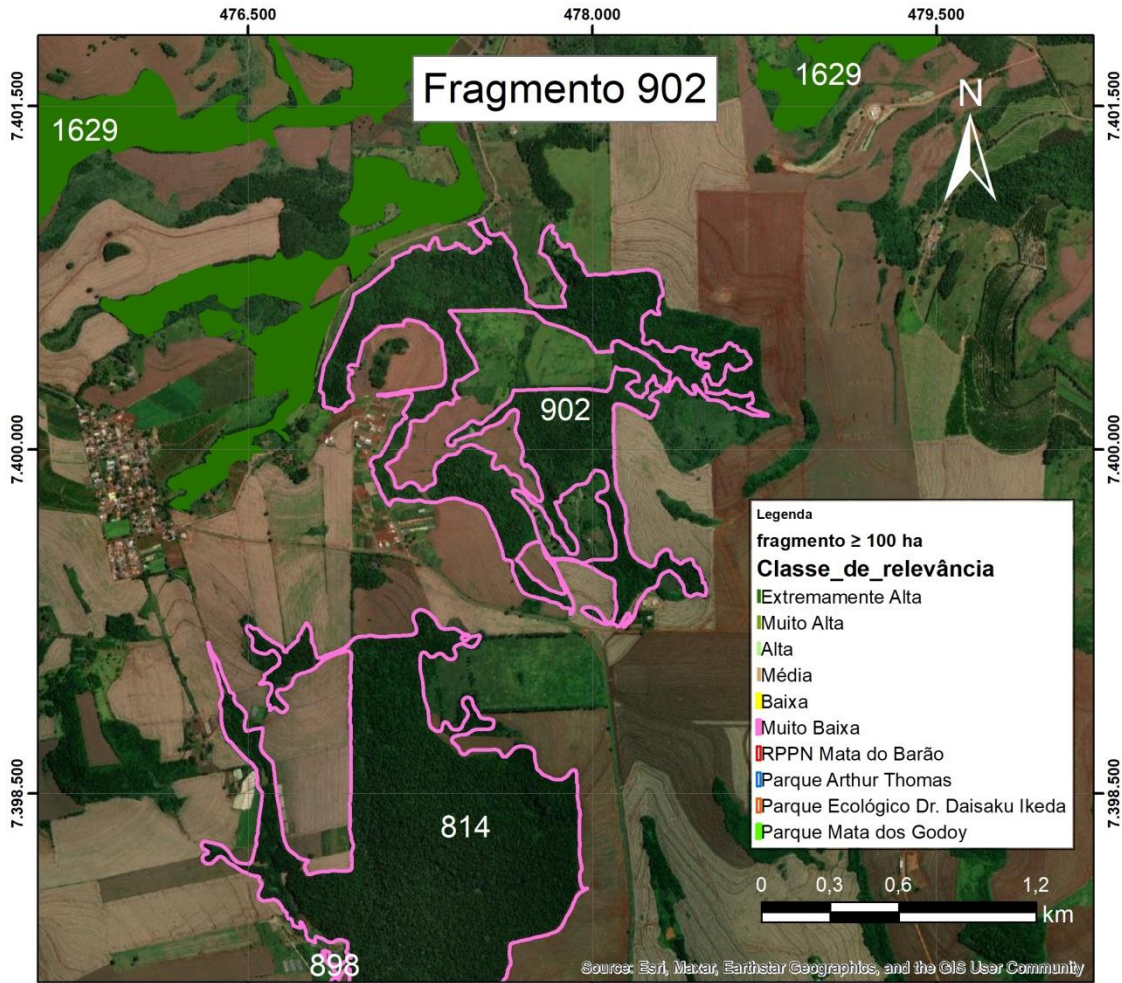 476.500
478.000
479.500
Fragmento 902
1629
1629
N
7.401.500
7.401.500
902
7.400.000
7.400.000
Legenda
fragmento ≥ 100 ha
Classe_de_relevância
Extremamente Alta
Muito Alta
Alta
Média
Baixa
Muito Baixa
RPPN Mata do Barão
Parque Arthur Thomas
Parque Ecológico Dr. Daisaku Ikeda
Parque Mata dos Godoy
7.398.500
7.398.500
814
0 0,3 0,6 1,2
km
898
Source: Esri, Maxar, Earthstar Geographics, and the GIS User Community